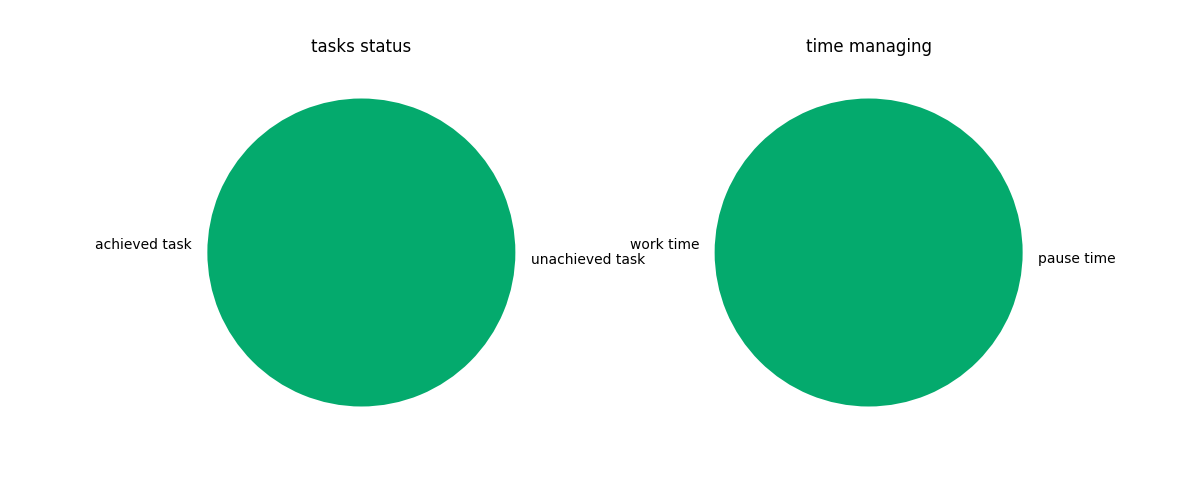 tasks status
achieved task
unachieved task
time managing
work time
pause time